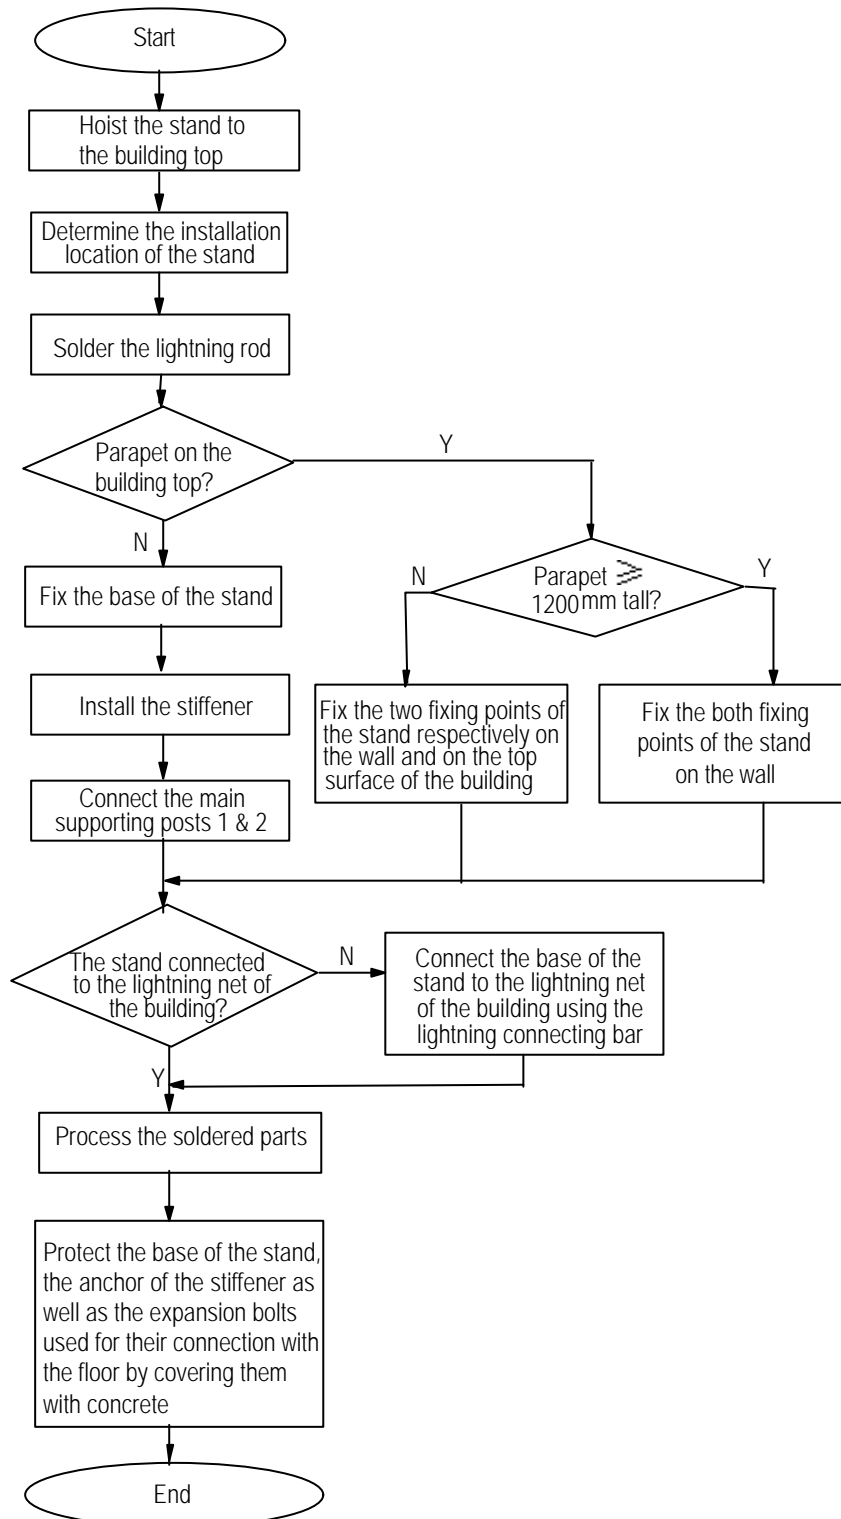 Start
Hoist the stand to
the building top
Determine the installation
location of the stand
Solder the lightning rod
Parapet on the
building top?
Y
N
Fix the base of the stand
Parapet ⩾
1200mm tall?
N
Y
Install the stiffener
Fix the two fixing points of
the stand respectively on
the wall and on the top
surface of the building
Fix the both fixing
points of the stand
on the wall
Connect the main
supporting posts 1 & 2
The stand connected
to the lightning net of
the building?
N
Connect the base of the
stand to the lightning net
of the building using the
lightning connecting bar
Y
Process the soldered parts
Protect the base of the stand,
the anchor of the stiffener as
well as the expansion bolts
used for their connection with
the floor by covering them
with concrete
End